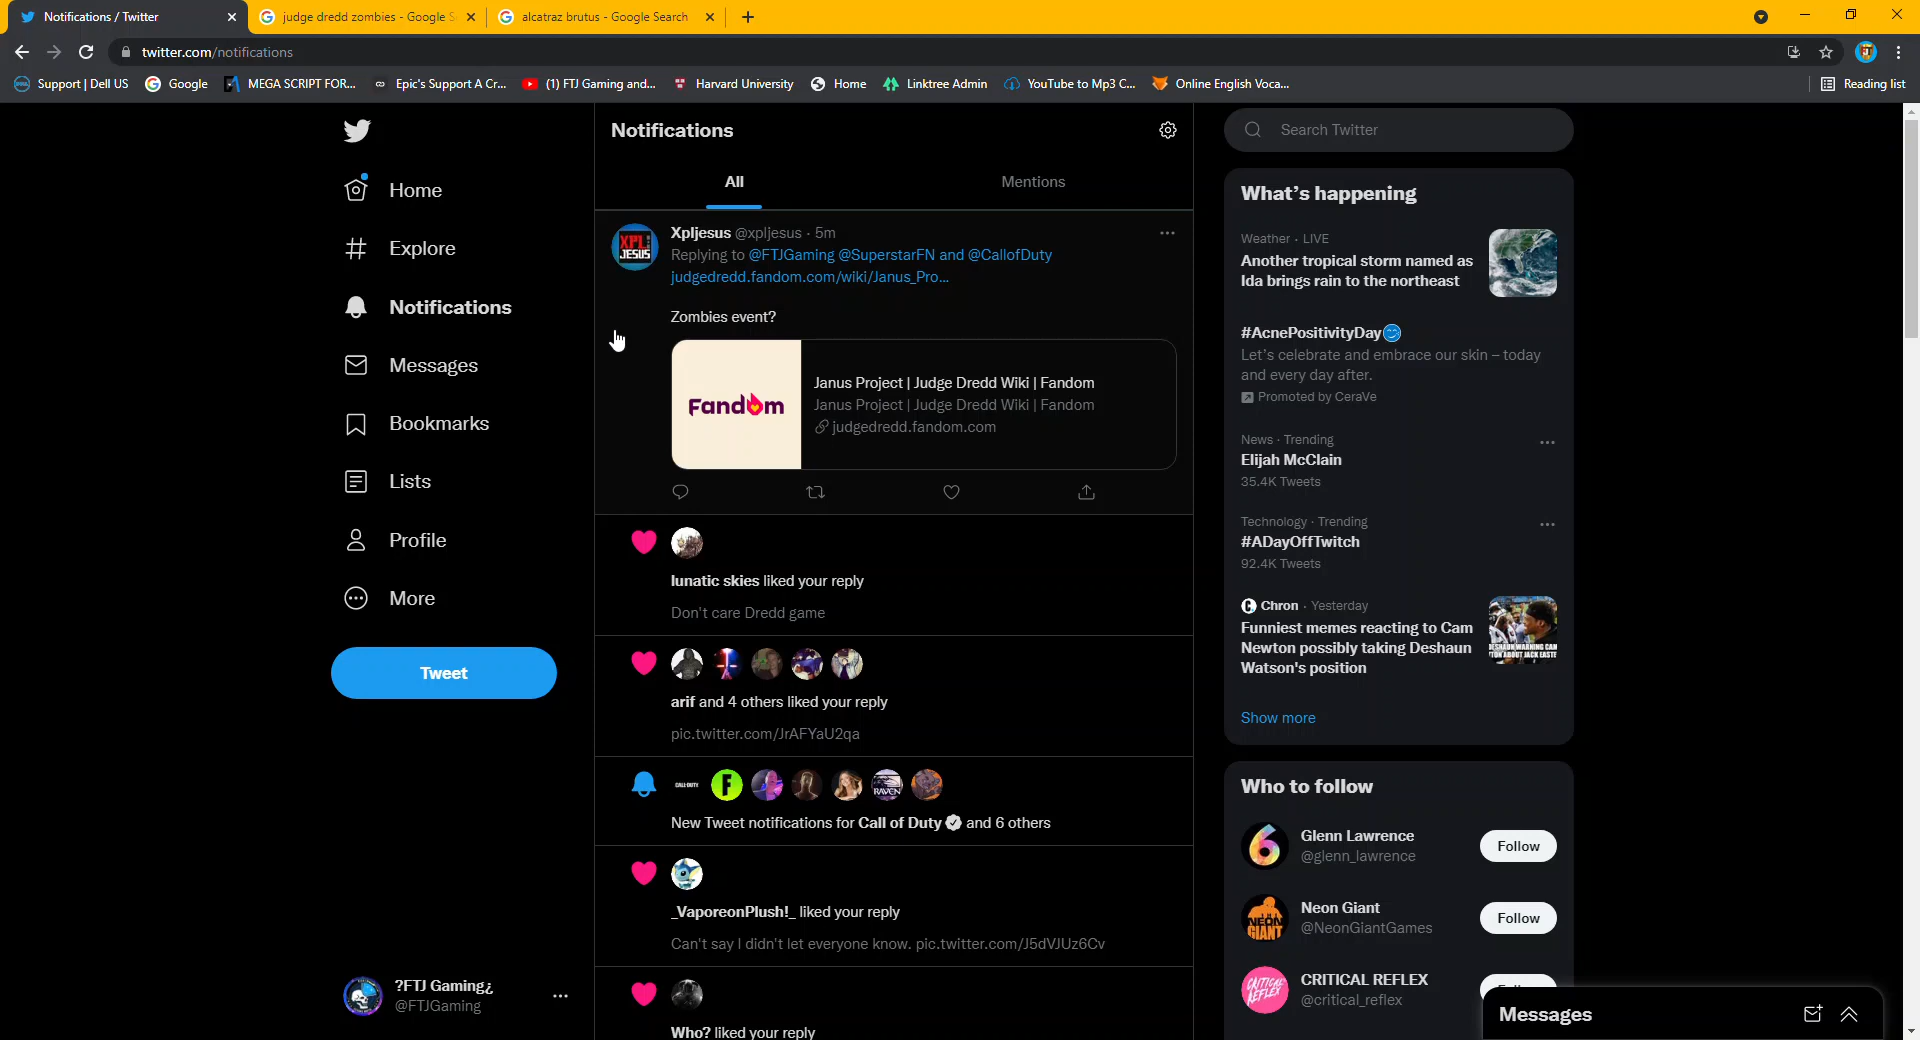 Notifications / Twitter
judge dredd zombies - Google S
alcatraz brutus - Google Search
twitter.com/notifications
Support | Dell US
Google
MEGA SCRIPT FOR...
Epic's Support A Cr...
(1) FTJ Gaming and...
Harvard University
Home
Linktree Admin
YouTube to Mp3 C...
Online English Voca...
Reading list
Home
Explore
Notifications
Messages
Bookmarks
Lists
Profile
More
Tweet
?FTJ Gaming¿
@FTJGaming
Notifications
All
Mentions
XPL
JESUS
Xpljesus @xpljesus · 5m
Replying to @FTJGaming @SuperstarFN and @CallofDuty
judgedredd.fandom.com/wiki/Janus_Pro...
Zombies event?
Fandom
Janus Project | Judge Dredd Wiki | Fandom
Janus Project | Judge Dredd Wiki | Fandom
judgedredd.fandom.com
lunatic skies liked your reply
Don't care Dredd game
arif and 4 others liked your reply
pic.twitter.com/JrAFYaU2qa
CALL·DUTY
RAVEN
New Tweet notifications for Call of Duty and 6 others
_VaporeonPlush!_ liked your reply
Can't say I didn't let everyone know. pic.twitter.com/J5dVJUz6Cv
Who? liked your reply
Search Twitter
What's happening
Weather · LIVE
Another tropical storm named as
Ida brings rain to the northeast
#AcnePositivityDay
Let's celebrate and embrace our skin – today
and every day after.
Promoted by CeraVe
News · Trending
Elijah McClain
35.4K Tweets
Technology · Trending
#ADayOffTwitch
92.4K Tweets
Chron · Yesterday
Funniest memes reacting to Cam
Newton possibly taking Deshaun
Watson's position
Show more
Who to follow
Glenn Lawrence
@glenn_lawrence
Follow
NEON
GIANT
Neon Giant
@NeonGiantGames
Follow
CRITICAL
REFLEX
CRITICAL REFLEX
@critical_reflex
Messages